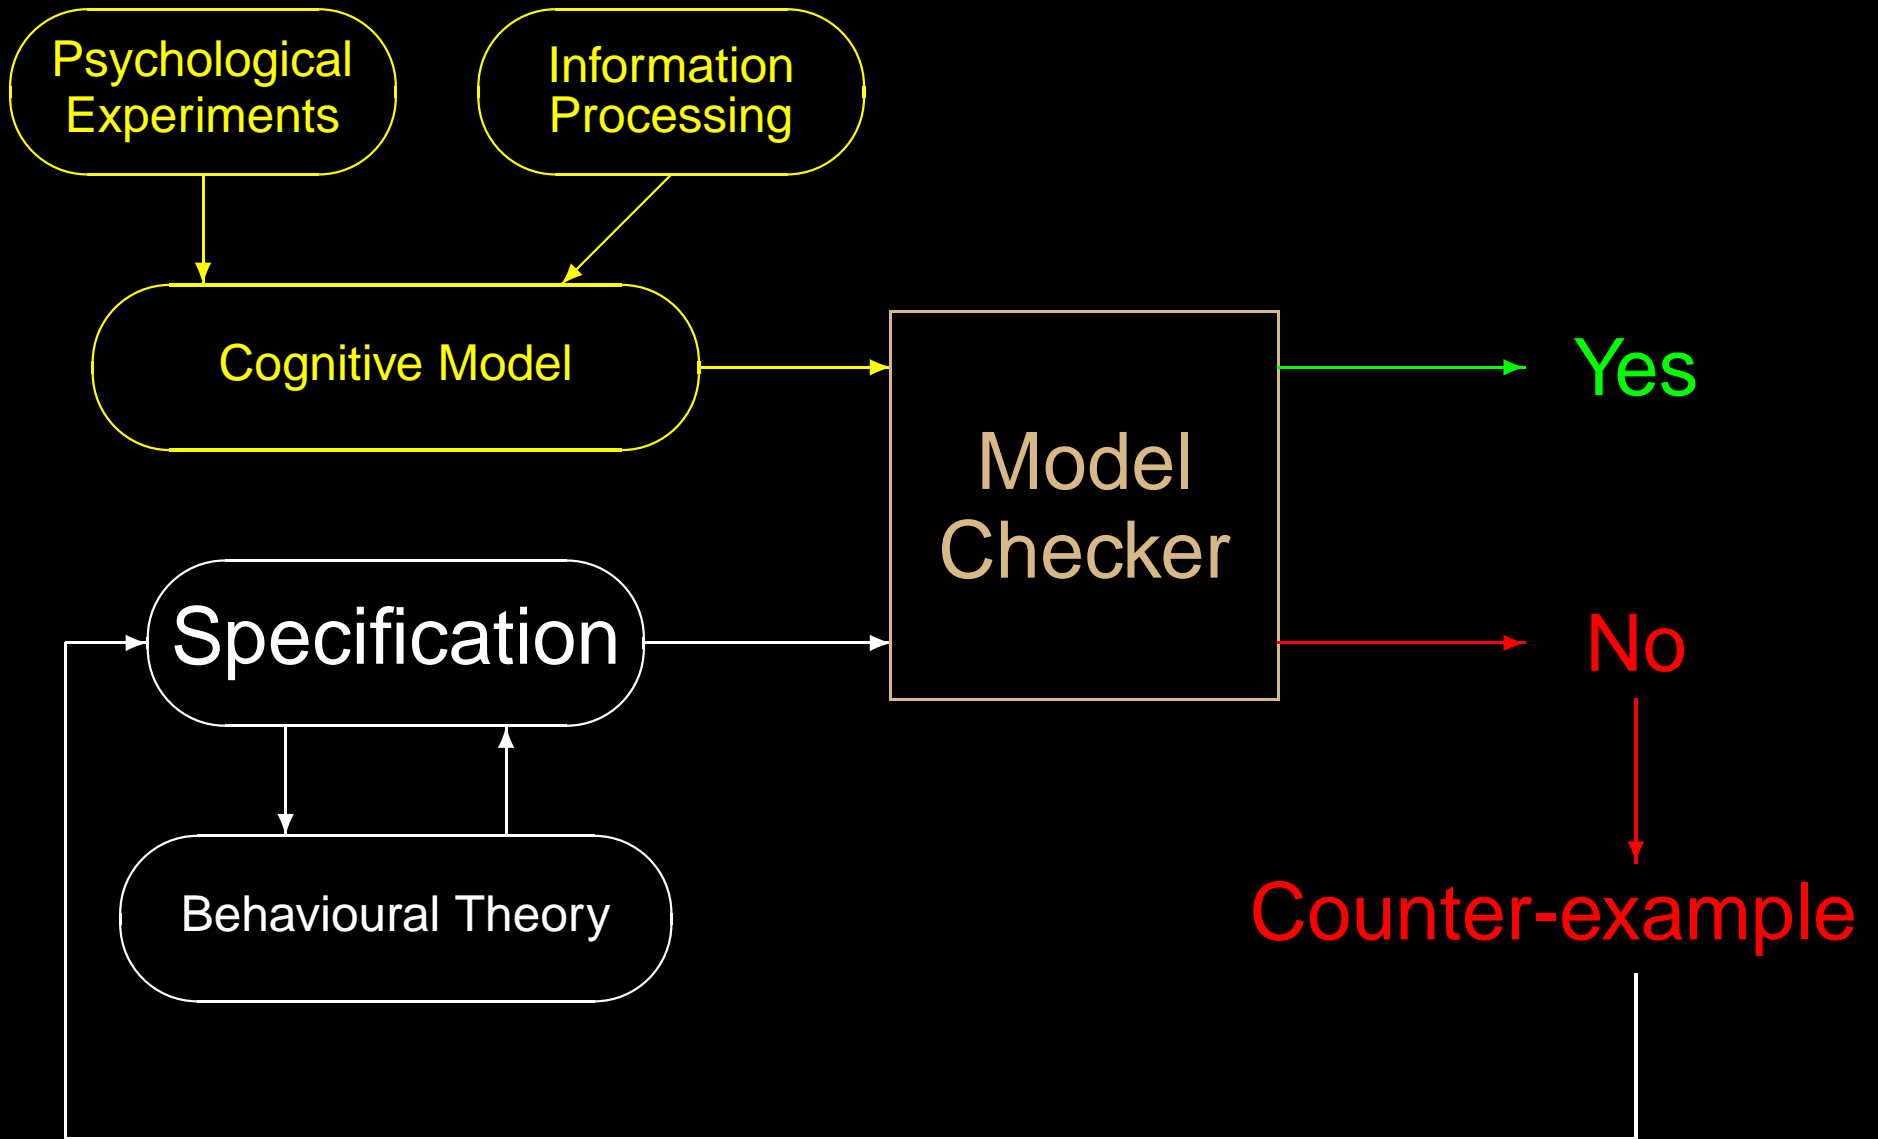 Psychological
Experiments
Information
Processing
Cognitive Model
Model
Checker
Yes
Specification
No
Behavioural Theory
Counter-example